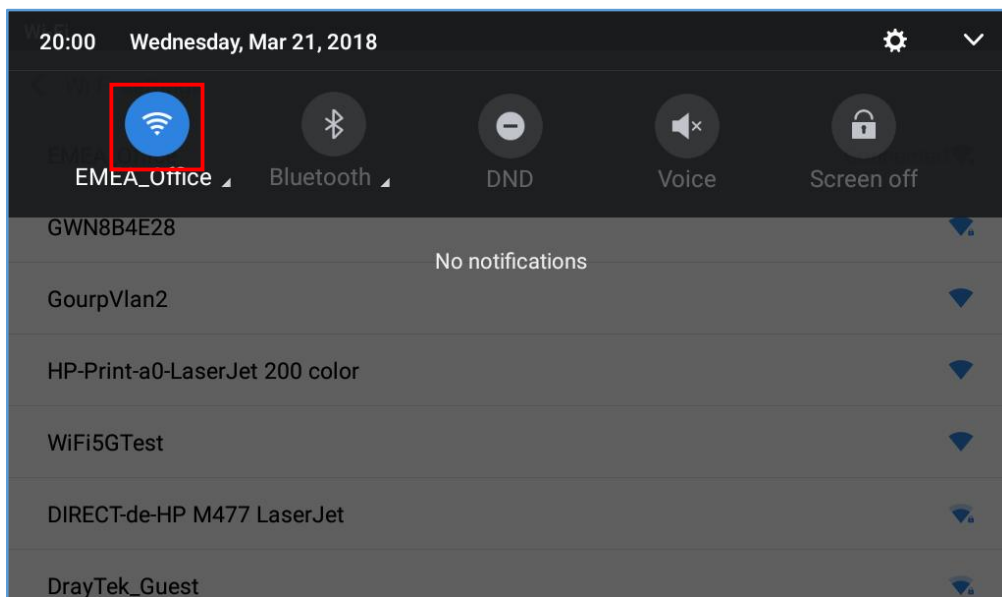 20:00 Wednesday, Mar 21, 2018
EMEA_Office Bluetooth DND Voice Screen off
GWN8B4E28
No notifications
GourpVlan2
HP-Print-a0-LaserJet 200 color
WiFi5GTest
DIRECT-de-HP M477 LaserJet
DrayTek_Guest